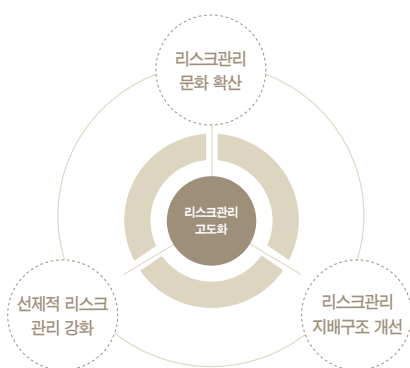 리스크관리
문화 확산
리스크관리
고도화
선제적 리스크
관리 강화
리스크관리
지배구조 개선